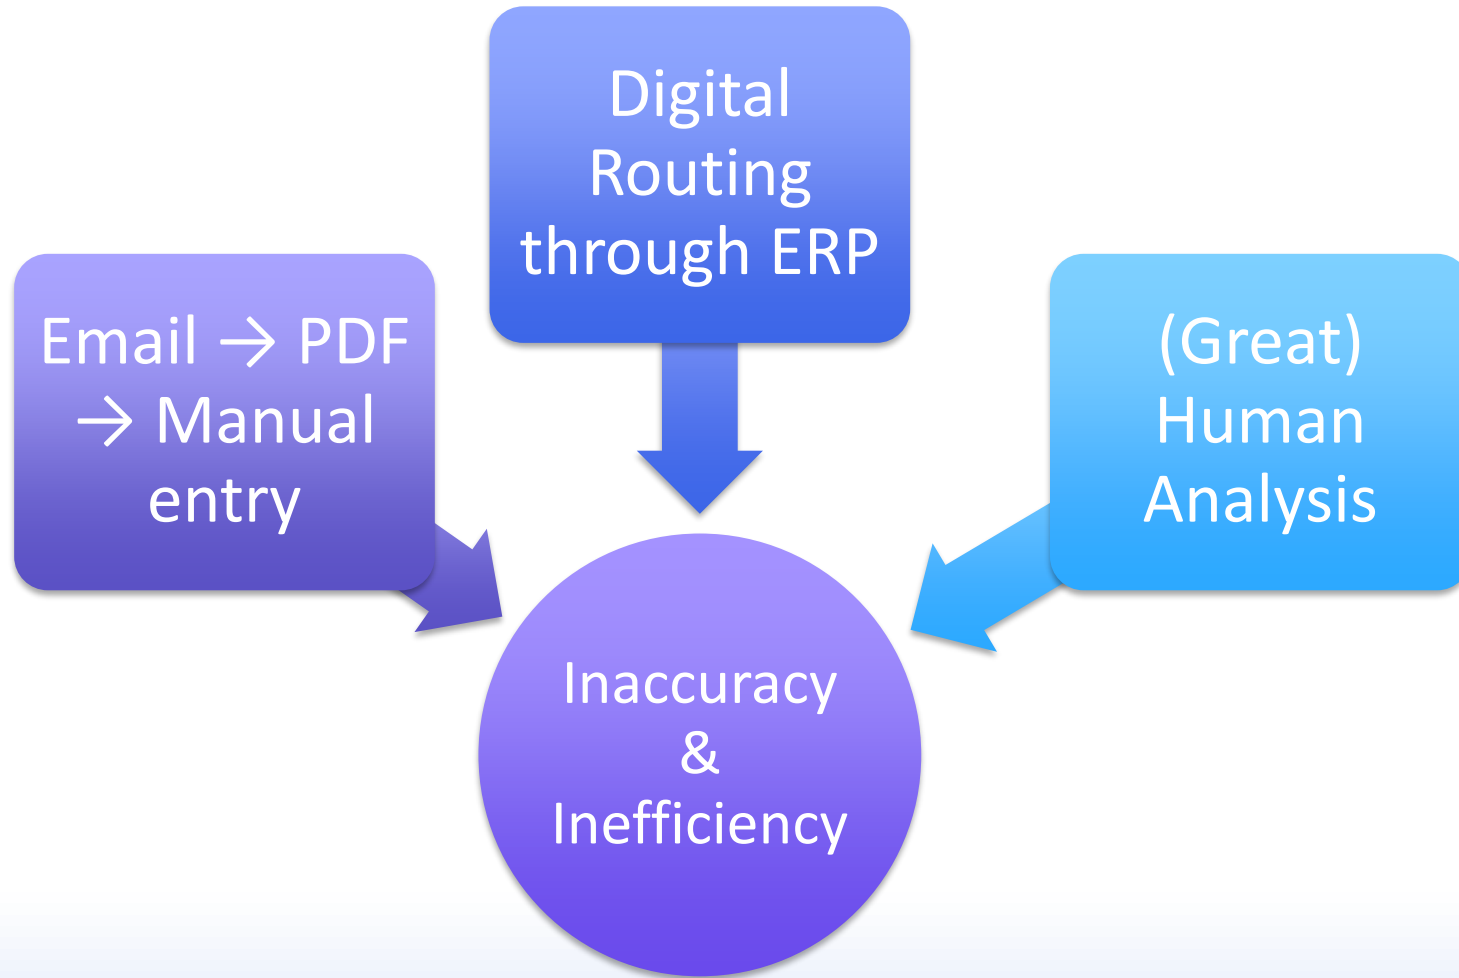 Digital
Routing
through ERP
Email → PDF
→ Manual
entry
(Great)
Human
Analysis
Inaccuracy
&
Inefficiency